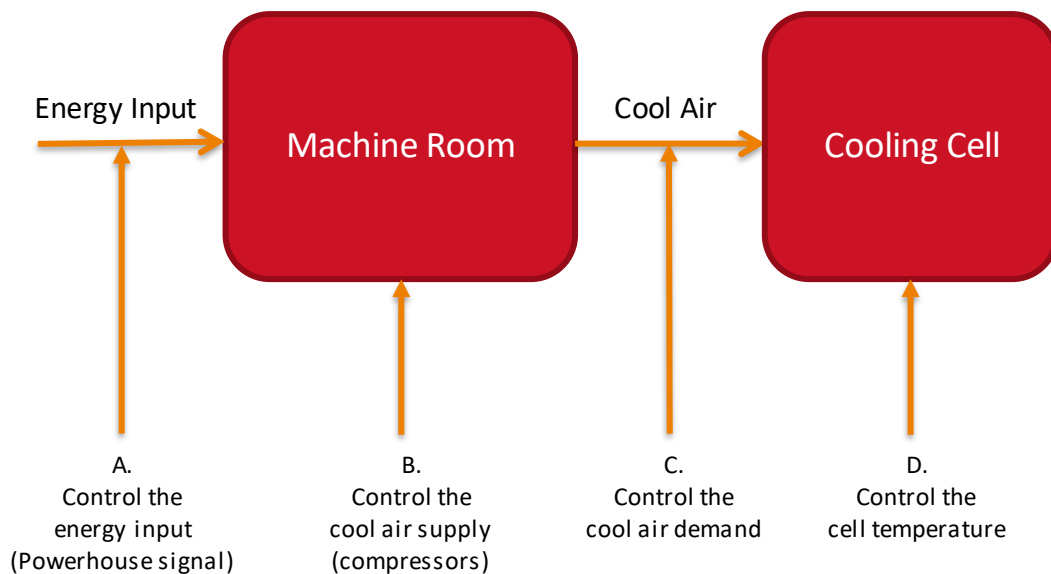 Energy Input
Machine Room
Cool Air
Cooling Cell
A.
Control the
energy input
(Powerhouse signal)
B.
Control the
cool air supply
(compressors)
C.
Control the
cool air demand
D.
Control the
cell temperature